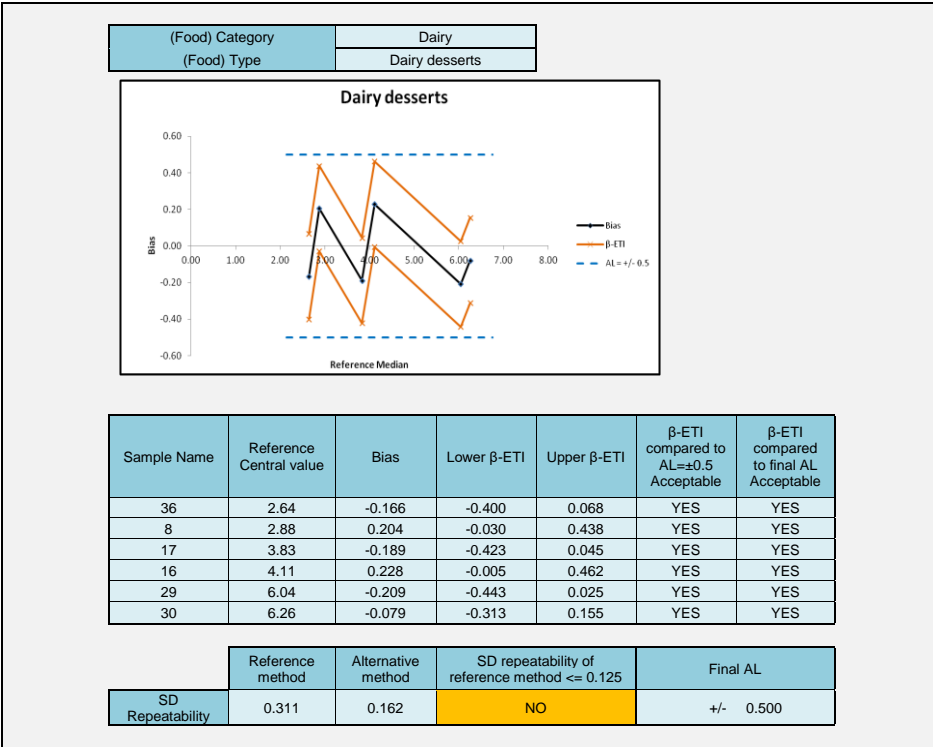 (Food) Category Dairy
(Food) Type Dairy desserts
Dairy desserts
0.60
0.40
0.20
0.00
-0.20
-0.40
-0.60
Bias
0.00 1.00 2.00 3.00 4.00 5.00 6.00 7.00 8.00
Reference Median
Bias
β-ETI
AL = +/- 0.5
Sample Name Reference Central value Bias Lower β-ETI Upper β-ETI β-ETI compared to AL=±0.5 Acceptable β-ETI compared to final AL Acceptable
36 2.64 -0.166 -0.400 0.068 YES YES
8 2.88 0.204 -0.030 0.438 YES YES
17 3.83 -0.189 -0.423 0.045 YES YES
16 4.11 0.228 -0.005 0.462 YES YES
29 6.04 -0.209 -0.443 0.025 YES YES
30 6.26 -0.079 -0.313 0.155 YES YES
Reference method Alternative method SD repeatability of reference method <= 0.125 Final AL
SD Repeatability 0.311 0.162 NO +/- 0.500